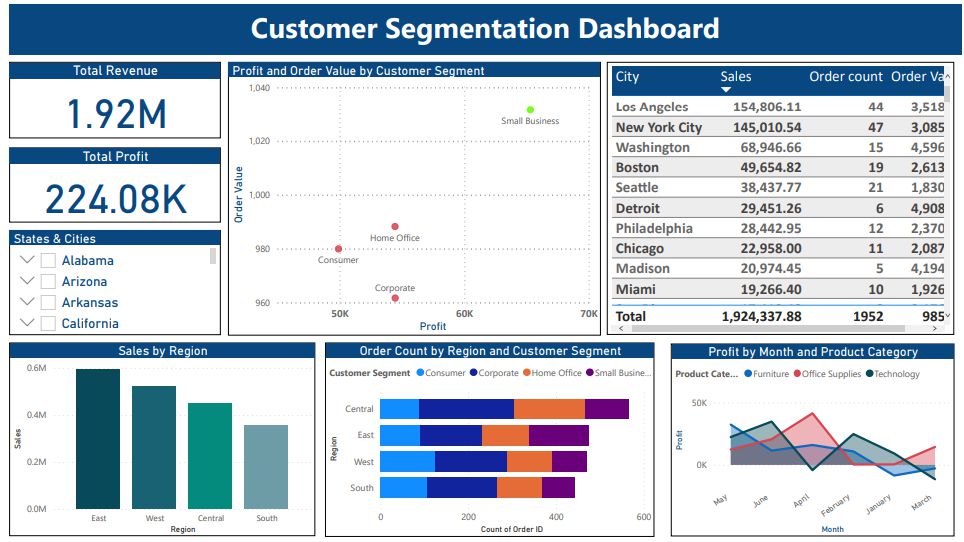 Customer Segmentation Dashboard
Total Revenue
1.92M
Total Profit
224.08K
States & Cities
Alabama
Arizona
Arkansas
California
Profit and Order Value by Customer Segment
Order Value
1,040
1,020
1,000
980
960
Small Business
Home Office
Consumer
Corporate
50K 60K 70K
Profit
City Sales Order count Order Va
Los Angeles 154,806.11 44 3,518
New York City 145,010.54 47 3,085
Washington 68,946.66 15 4,596
Boston 49,654.82 19 2,613
Seattle 38,437.77 21 1,830
Detroit 29,451.26 6 4,908
Philadelphia 28,442.95 12 2,370
Chicago 22,958.00 11 2,087
Madison 20,974.45 5 4,194
Miami 19,266.40 10 1,926
Total 1,924,337.88 1952 985
Sales by Region
Sales
0.6M
0.4M
0.2M
0.0M
East West Central South
Region
Order Count by Region and Customer Segment
Customer Segment Consumer Corporate Home Office Small Busine...
Region
Central
East
West
South
0 200 400 600
Count of Order ID
Profit by Month and Product Category
Product Cate... Furniture Office Supplies Technology
Profit
50K
0K
May June April February January March
Month